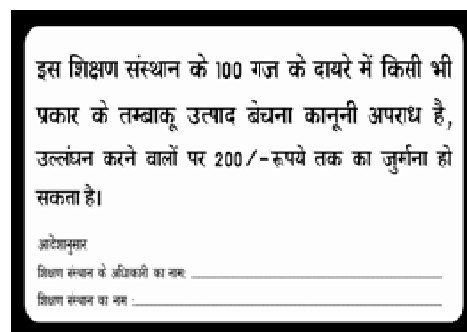 इस शिक्षण संस्थान के 100 गज के दायरे में किसी भी
प्रकार के तम्बाकू उत्पाद बेचना कानूनी अपराध है,
उल्लंघन करने वालों पर 200/-रूपये तक का जुर्मना हो
सकता है।
आदेशानुसार
शिक्षण संस्थान के अधिकारी का नाम:
शिक्षण संस्थान का नाम :